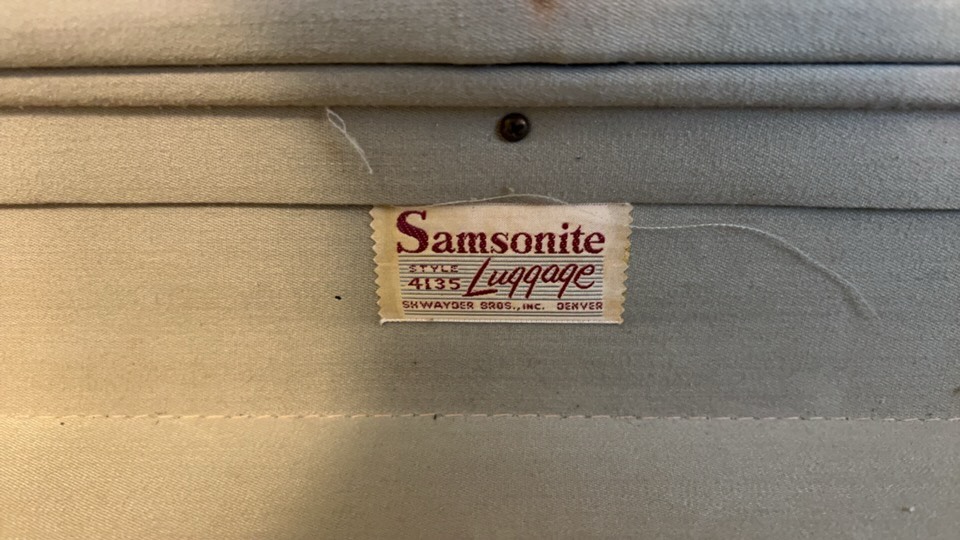 Samsonite
STYLE
4135 Luggage
SHWAYDER BROS., INC. DENVER